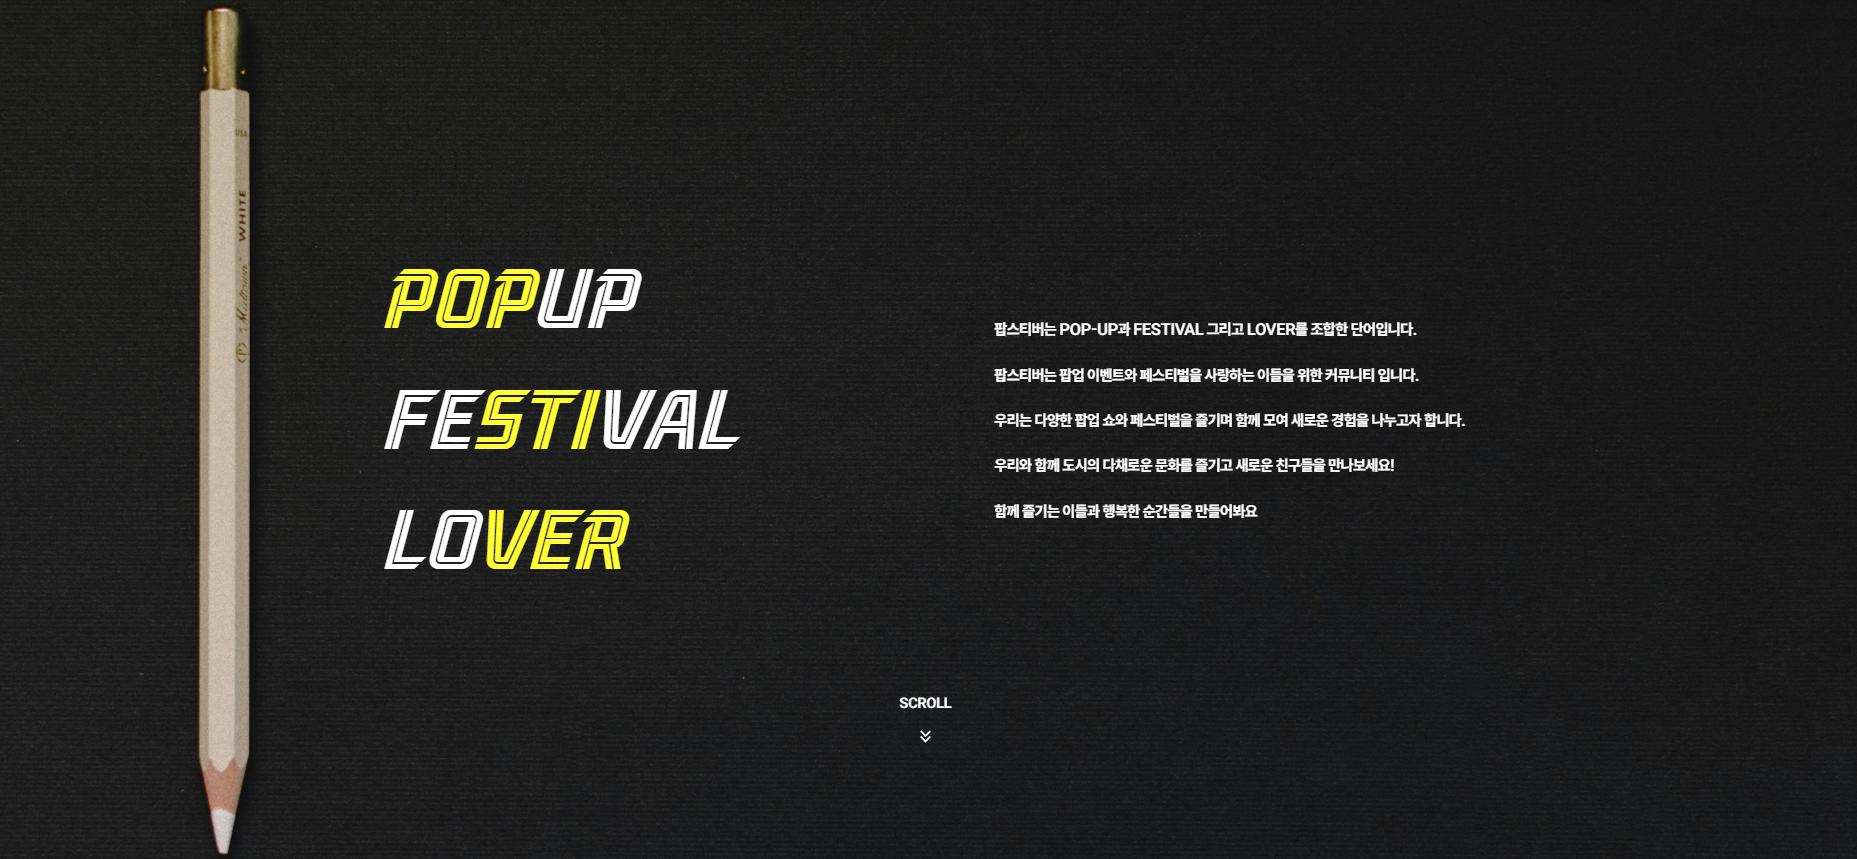 USA
WHITE
POPUP
FESTIVAL
LOVER
팝스티버는 POP-UP과 FESTIVAL 그리고 LOVER를 조합한 단어입니다.
팝스티버는 팝업 이벤트와 페스티벌을 사랑하는 이들을 위한 커뮤니티 입니다.
우리는 다양한 팝업 쇼와 페스티벌을 즐기며 함께 모여 새로운 경험을 나누고자 합니다.
우리와 함께 도시의 다채로운 문화를 즐기고 새로운 친구들을 만나보세요!
함께 즐기는 이들과 행복한 순간들을 만들어봐요
SCROLL